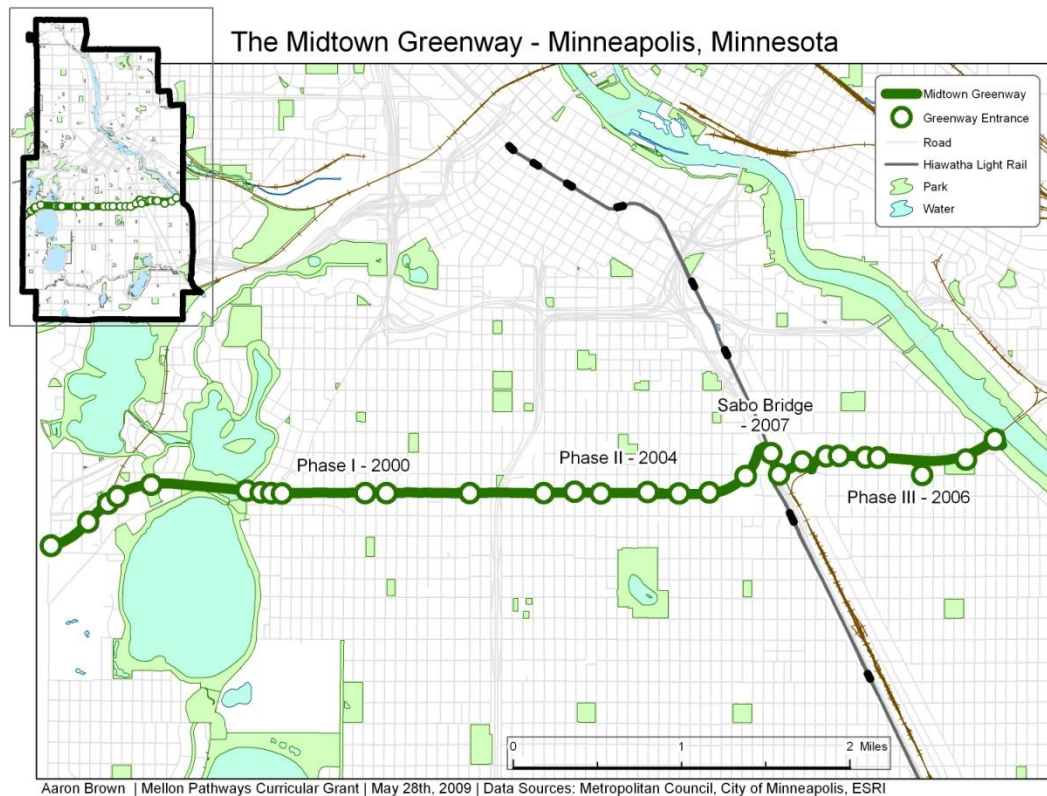 The Midtown Greenway - Minneapolis, Minnesota
Midtown Greenway
Greenway Entrance
Road
Hiawatha Light Rail
Park
Water
Sabo Bridge
- 2007
Phase I - 2000
Phase II - 2004
Phase III - 2006
0 1 2 Miles
Aaron Brown | Mellon Pathways Curricular Grant | May 28th, 2009 | Data Sources: Metropolitan Council, City of Minneapolis, ESRI